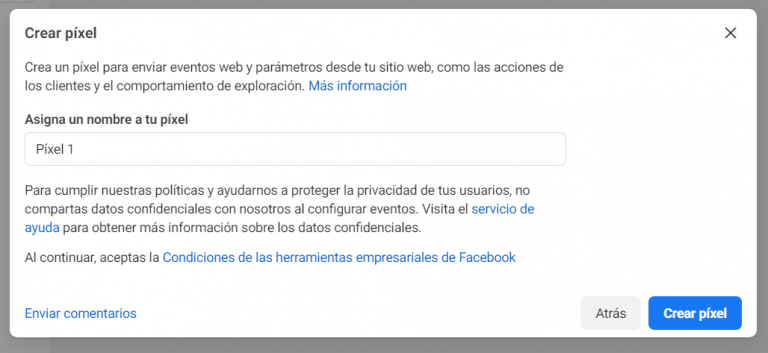 Crear píxel
Crea un píxel para enviar eventos web y parámetros desde tu sitio web, como las acciones de
los clientes y el comportamiento de exploración. Más información
Asigna un nombre a tu píxel
Píxel 1
Para cumplir nuestras políticas y ayudarnos a proteger la privacidad de tus usuarios, no
compartas datos confidenciales con nosotros al configurar eventos. Visita el servicio de
ayuda para obtener más información sobre los datos confidenciales.
Al continuar, aceptas la Condiciones de las herramientas empresariales de Facebook
Enviar comentarios
Atrás
Crear píxel